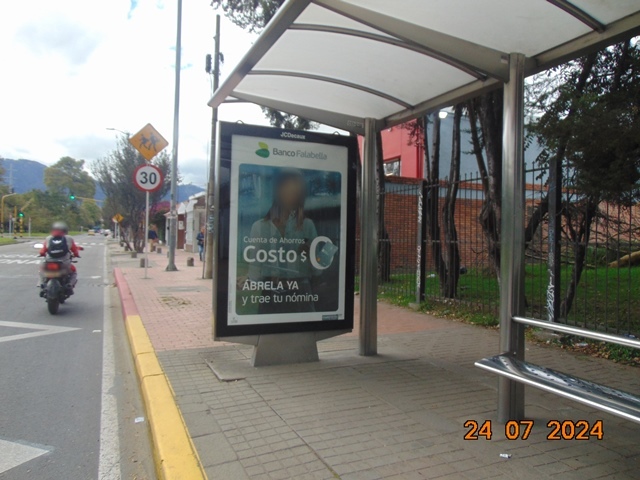 JCDecaux
Banco Falabella
30
Cuenta de Ahorros
Costo $0
ÁBRELA YA
y trae tu nómina
24 07 2024